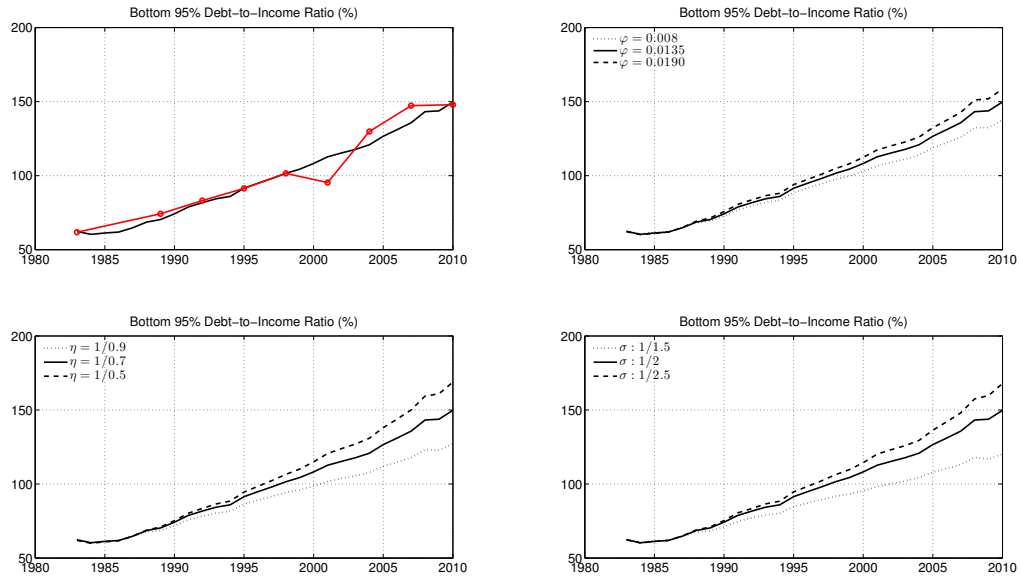 Bottom 95% Debt−to−Income Ratio (%)
200
150
100
50
1980 1985 1990 1995 2000 2005 2010
Bottom 95% Debt−to−Income Ratio (%)
φ = 0.008
φ = 0.0135
φ = 0.0190
200
150
100
50
1980 1985 1990 1995 2000 2005 2010
Bottom 95% Debt−to−Income Ratio (%)
η = 1/0.9
η = 1/0.7
η = 1/0.5
200
150
100
50
1980 1985 1990 1995 2000 2005 2010
Bottom 95% Debt−to−Income Ratio (%)
σ : 1/1.5
σ : 1/2
σ : 1/2.5
200
150
100
50
1980 1985 1990 1995 2000 2005 2010